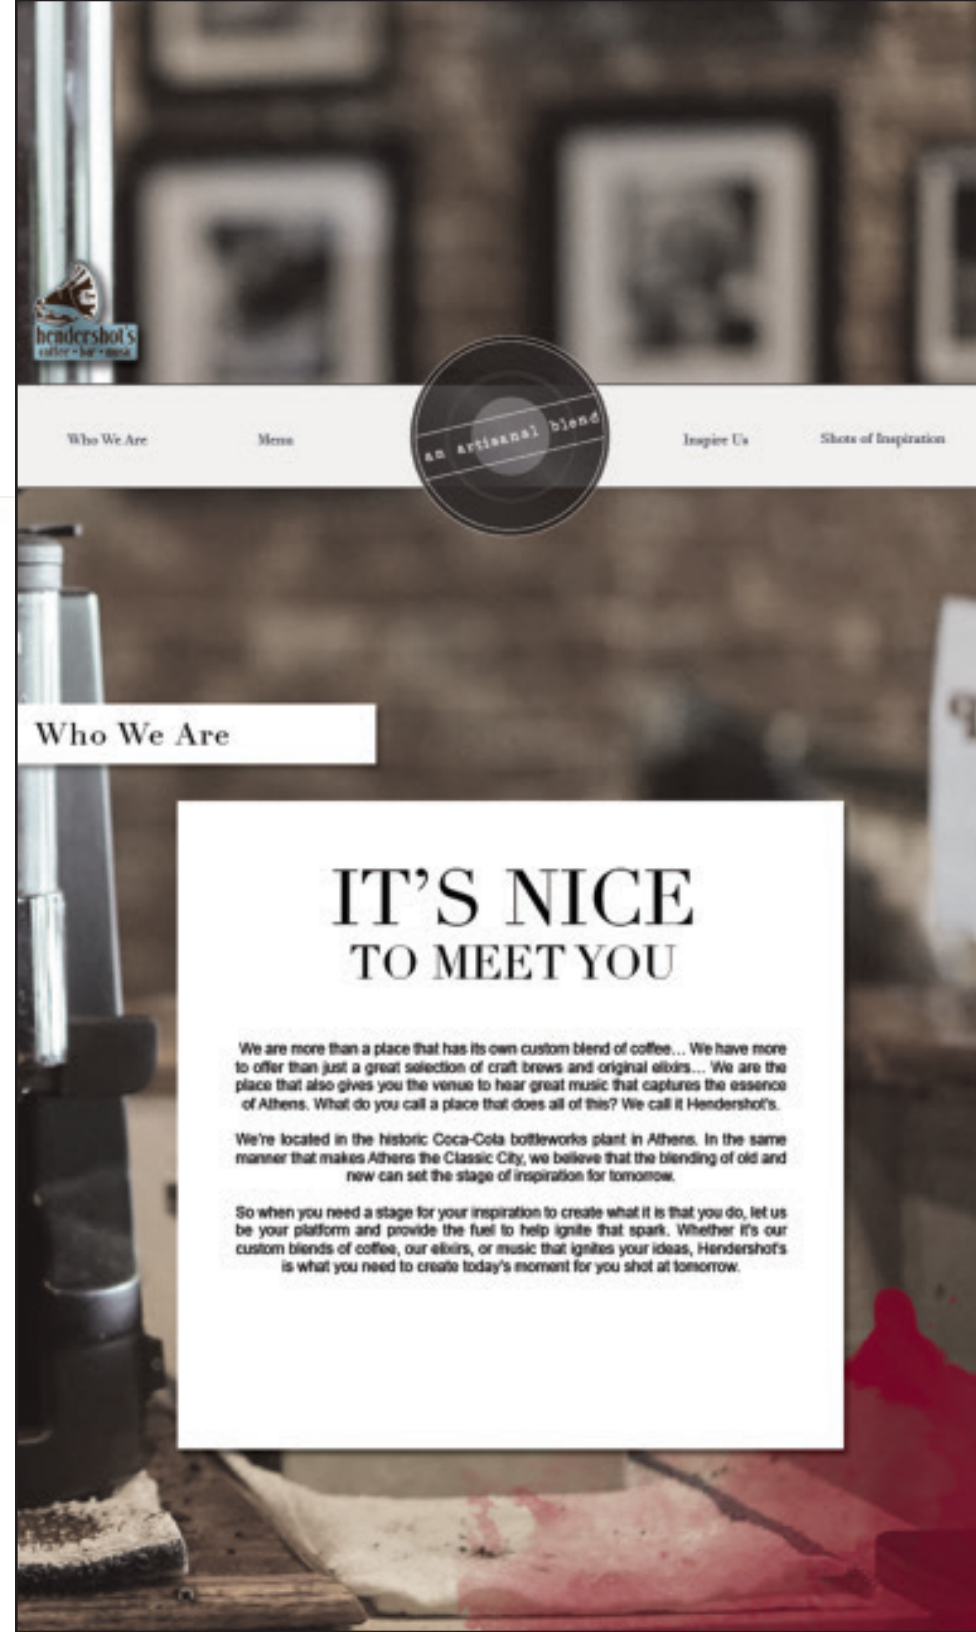 hendershot's
coffee • bar • music
Who We Are
Menu
an artisanal blend
Inspire Us
Shots of Inspiration
Who We Are
IT'S NICE
TO MEET YOU
We are more than a place that has its own custom blend of coffee... We have more
to offer than just a great selection of craft brews and original elixirs... We are the
place that also gives you the venue to hear great music that captures the essence
of Athens. What do you call a place that does all of this? We call it Hendershot's.
We're located in the historic Coca-Cola bottleworks plant in Athens. In the same
manner that makes Athens the Classic City, we believe that the blending of old and
new can set the stage of inspiration for tomorrow.
So when you need a stage for your inspiration to create what it is that you do, let us
be your platform and provide the fuel to help ignite that spark. Whether it's our
custom blends of coffee, our elixirs, or music that ignites your ideas, Hendershot's
is what you need to create today's moment for you shot at tomorrow.